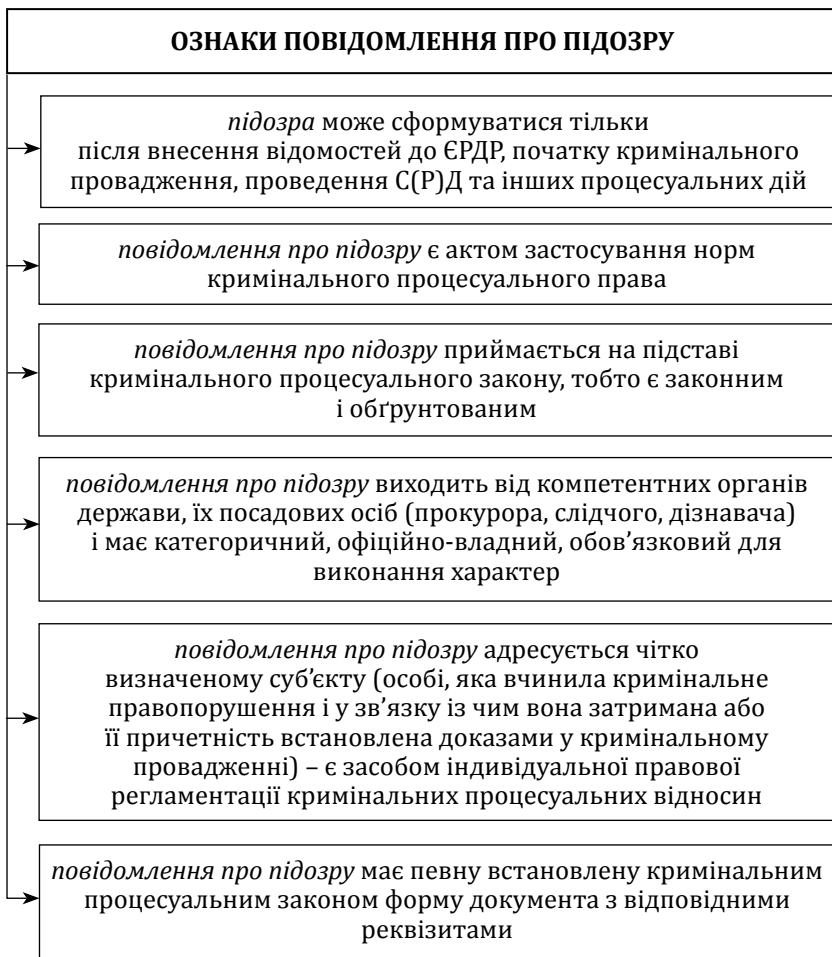 ОЗНАКИ ПОВІДОМЛЕННЯ ПРО ПІДОЗРУ
підозра може сформуватися тільки
після внесення відомостей до ЄРДР, початку кримінального
провадження, проведення С(Р)Д та інших процесуальних дій
повідомлення про підозру є актом застосування норм
кримінального процесуального права
повідомлення про підозру приймається на підставі
кримінального процесуального закону, тобто є законним
і обґрунтованим
повідомлення про підозру виходить від компетентних органів
держави, їх посадових осіб (прокурора, слідчого, дізнавача)
і має категоричний, офіційно-владний, обов’язковий для
виконання характер
повідомлення про підозру адресується чітко
визначеному суб’єкту (особі, яка вчинила кримінальне
правопорушення і у зв’язку із чим вона затримана або
її причетність встановлена доказами у кримінальному
провадженні) – є засобом індивідуальної правової
регламентації кримінальних процесуальних відносин
повідомлення про підозру має певну встановлену кримінальним
процесуальним законом форму документа з відповідними
реквізитами